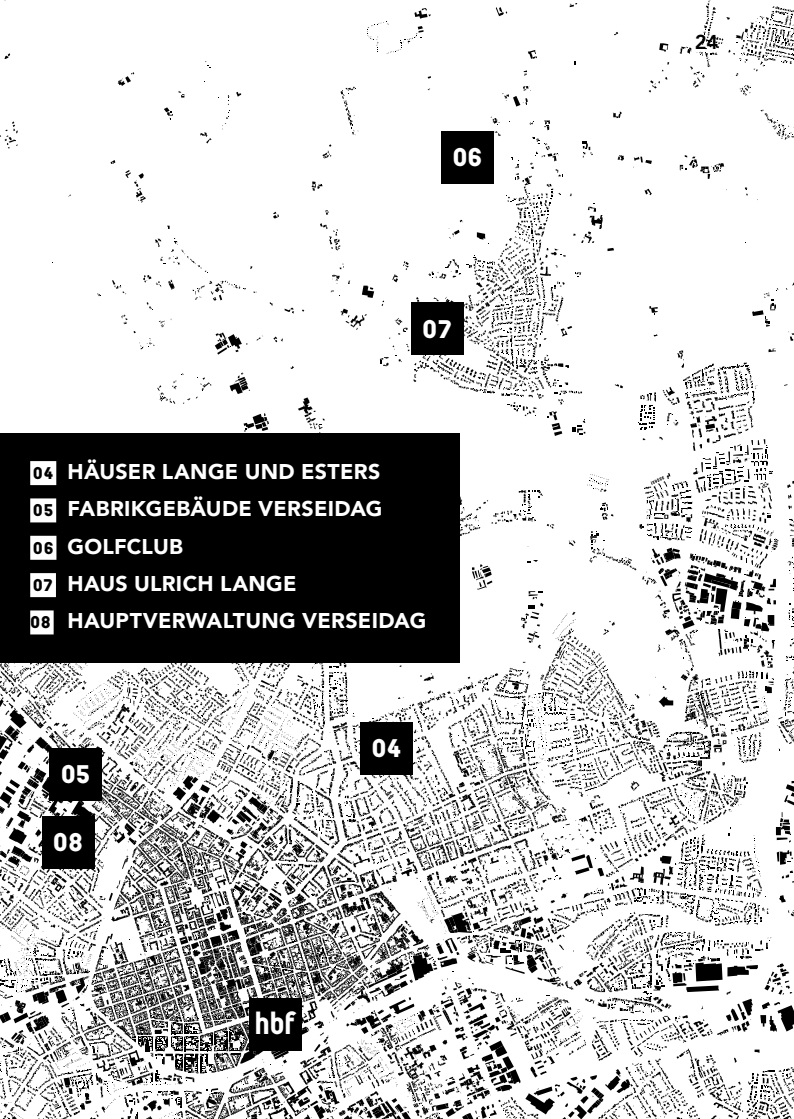 24
06
07
04 HÄUSER LANGE UND ESTERS
05 FABRIKGEBÄUDE VERSEIDAG
06 GOLFCLUB
07 HAUS ULRICH LANGE
08 HAUPTVERWALTUNG VERSEIDAG
04
05
08
hbf